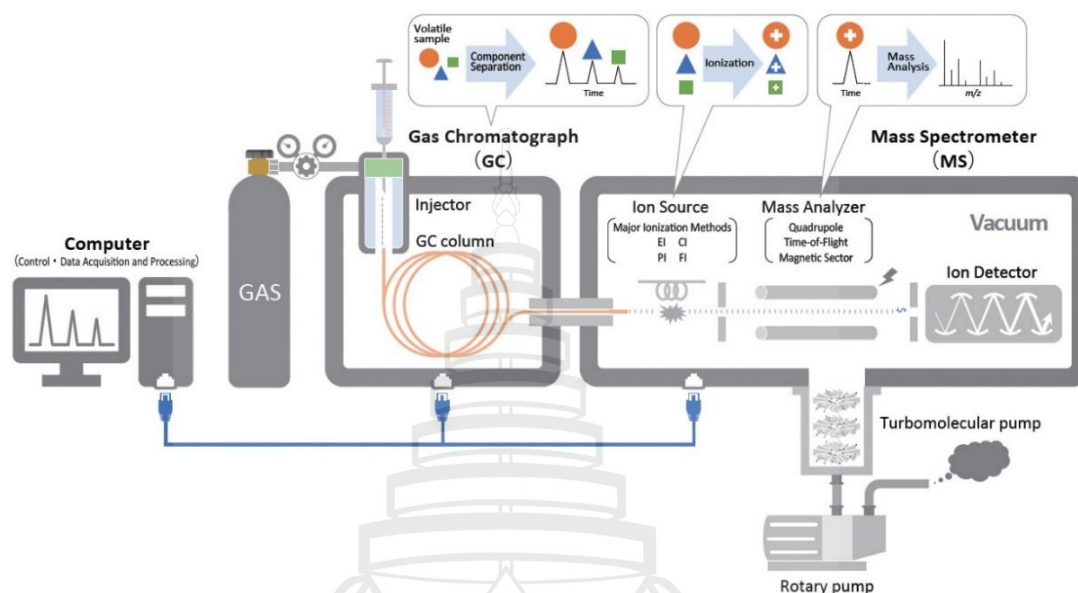 Volatile
sample
Component
Separation
Time
Ionization
Time
Mass
Analysis
m/z
Gas Chromatograph
(GC)
Mass Spectrometer
(MS)
Injector
GC column
Ion Source
Major Ionization Methods
EI CI
PI FI
Mass Analyzer
Quadrupole
Time-of-Flight
Magnetic Sector
Vacuum
Ion Detector
Computer
(Control・Data Acquisition and Processing)
GAS
Turbomolecular pump
Rotary pump